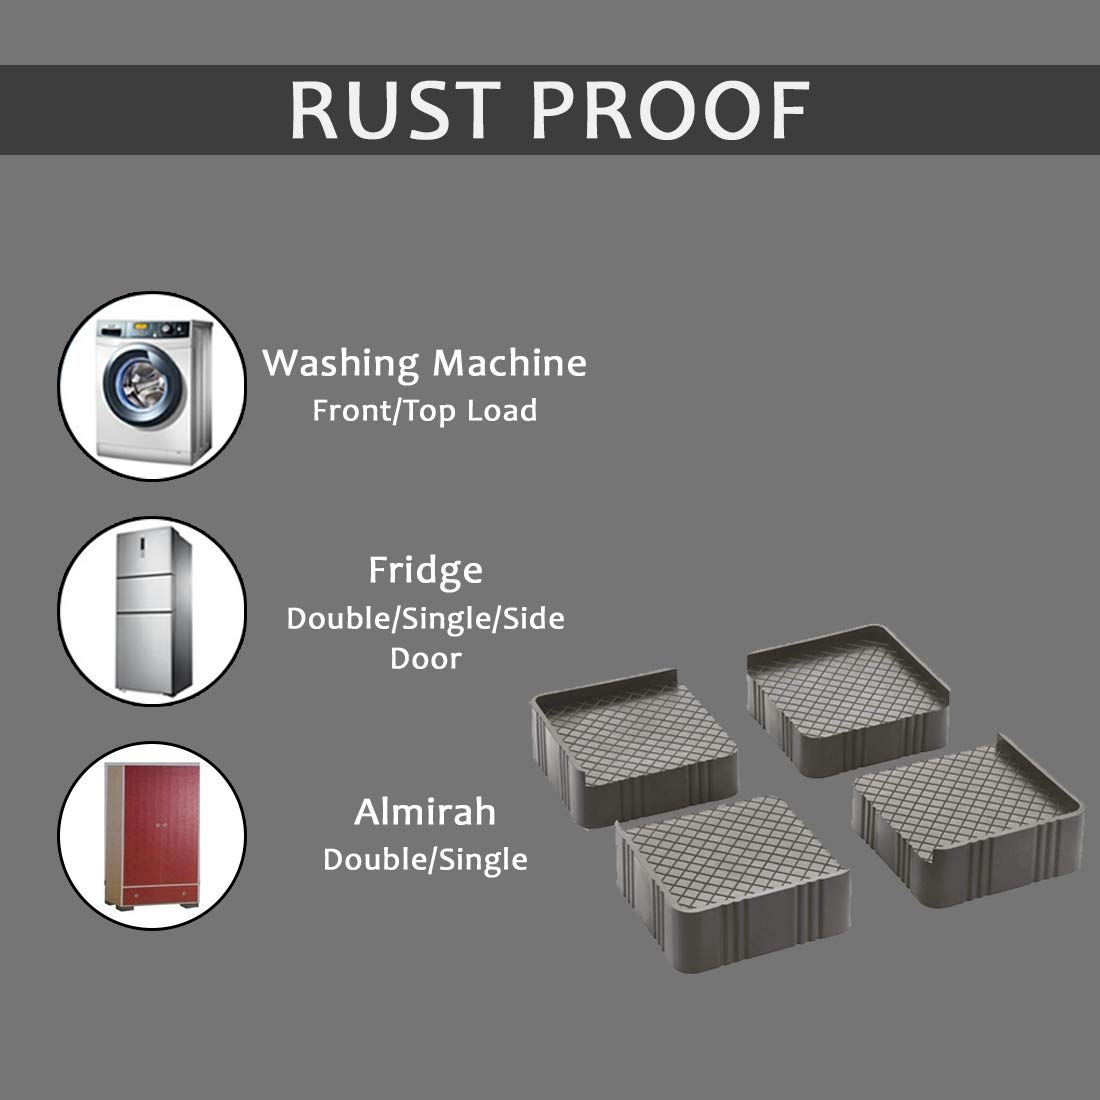 RUST PROOF
Washing Machine
Front/Top Load
Fridge
Double/Single/Side
Door
Almirah
Double/Single